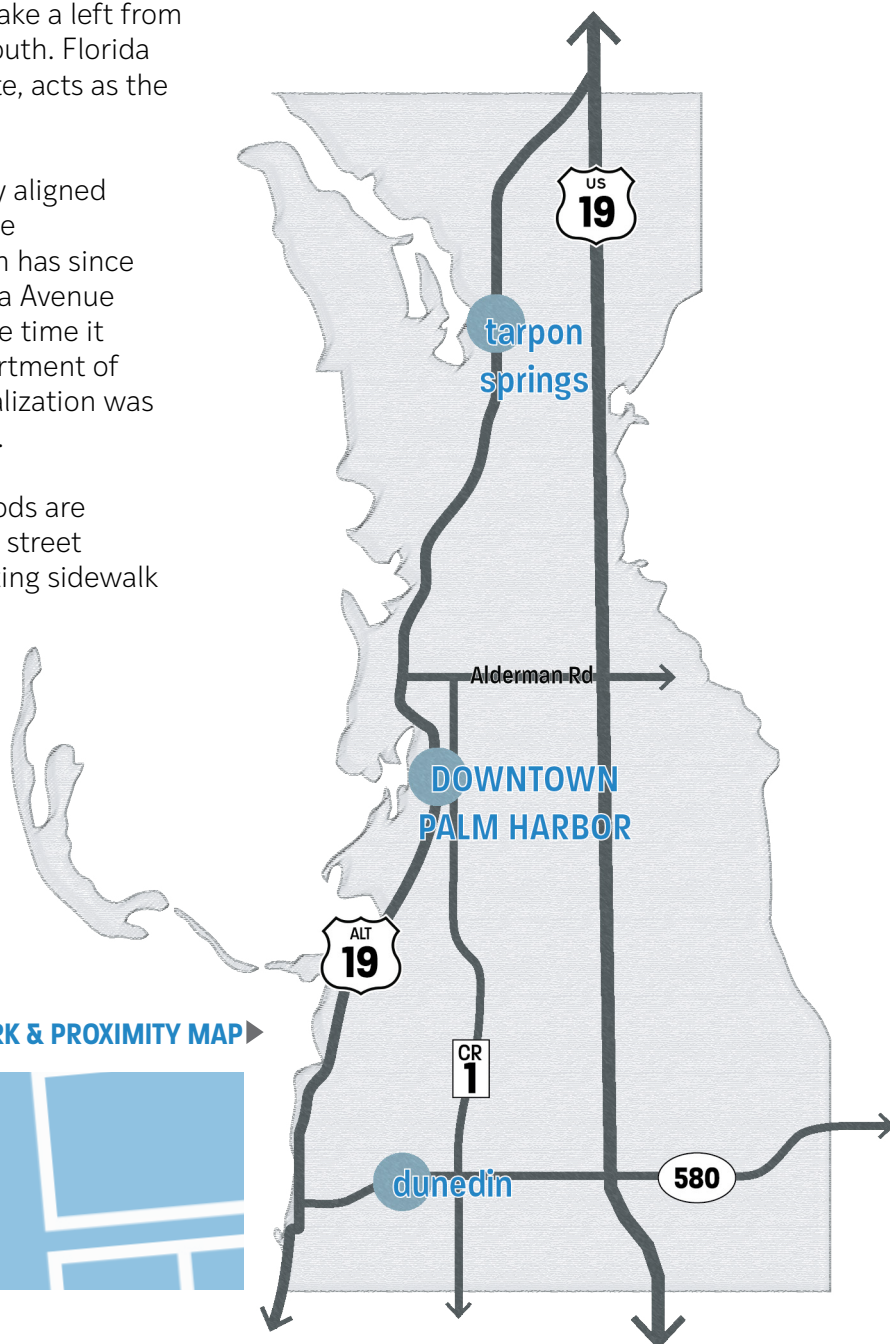 ake a left from
outh. Florida
te, acts as the
y aligned
e
n has since
a Avenue
e time it
rtment of
alization was
.
ods are
street
ting sidewalk
US
19
tarpon
springs
Alderman Rd
DOWNTOWN
PALM HARBOR
ALT
19
RK & PROXIMITY MAP
CR
1
dunedin
580